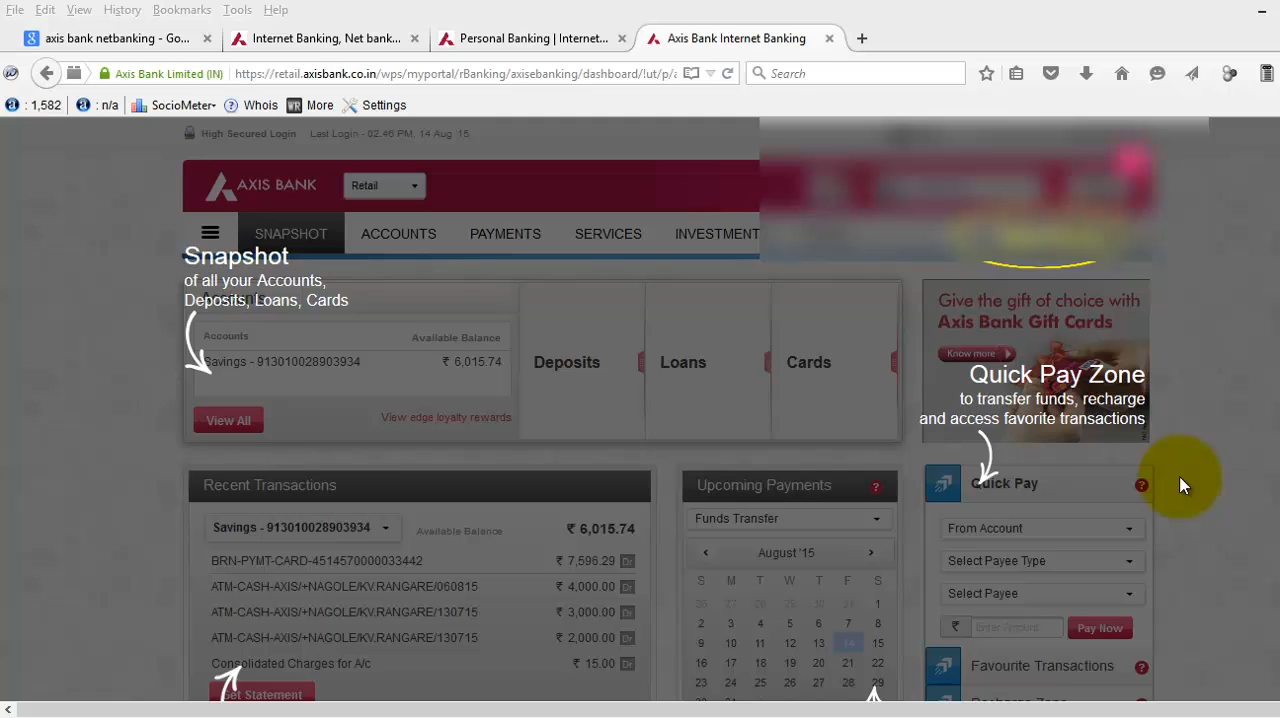 File Edit View History Bookmarks Tools Help
axis bank netbanking - Go... Internet Banking, Net bank... Personal Banking | Internet... Axis Bank Internet Banking
Axis Bank Limited (IN) https://retail.axisbank.co.in/wps/myportal/rBanking/axisebanking/dashboard/!ut/p/a Search
: 1,582 : n/a SocioMeter Whois More Settings
High Secured Login Last Login - 02.46 PM, 14 Aug '15
AXIS BANK Retail
SNAPSHOT ACCOUNTS PAYMENTS SERVICES INVESTMENT
Snapshot
of all your Accounts,
Deposits, Loans, Cards
Accounts Available Balance
Savings - 913010028903934 ₹ 6,015.74
Deposits Loans Cards
View All View edge loyalty rewards
Give the gift of choice with
Axis Bank Gift Cards
Know more
Quick Pay Zone
to transfer funds, recharge
and access favorite transactions
Recent Transactions
Savings - 913010028903934 Available Balance ₹ 6,015.74
BRN-PYMT-CARD-4514570000033442 ₹ 7,596.29 Dr
ATM-CASH-AXIS/+NAGOLE/KV.RANGARE/060815 ₹ 4,000.00 Dr
ATM-CASH-AXIS/+NAGOLE/KV.RANGARE/130715 ₹ 3,000.00 Dr
ATM-CASH-AXIS/+NAGOLE/KV.RANGARE/130715 ₹ 2,000.00 Dr
Consolidated Charges for A/c ₹ 15.00 Dr
Get Statement
Upcoming Payments ?
Funds Transfer
‹ August '15 ›
S M T W T F S
26 27 28 29 30 31 1
2 3 4 5 6 7 8
9 10 11 12 13 14 15
16 17 18 19 20 21 22
23 24 25 26 27 28 29
Quick Pay ?
From Account
Select Payee Type
Select Payee
₹ Enter Amount Pay Now
Favourite Transactions ?